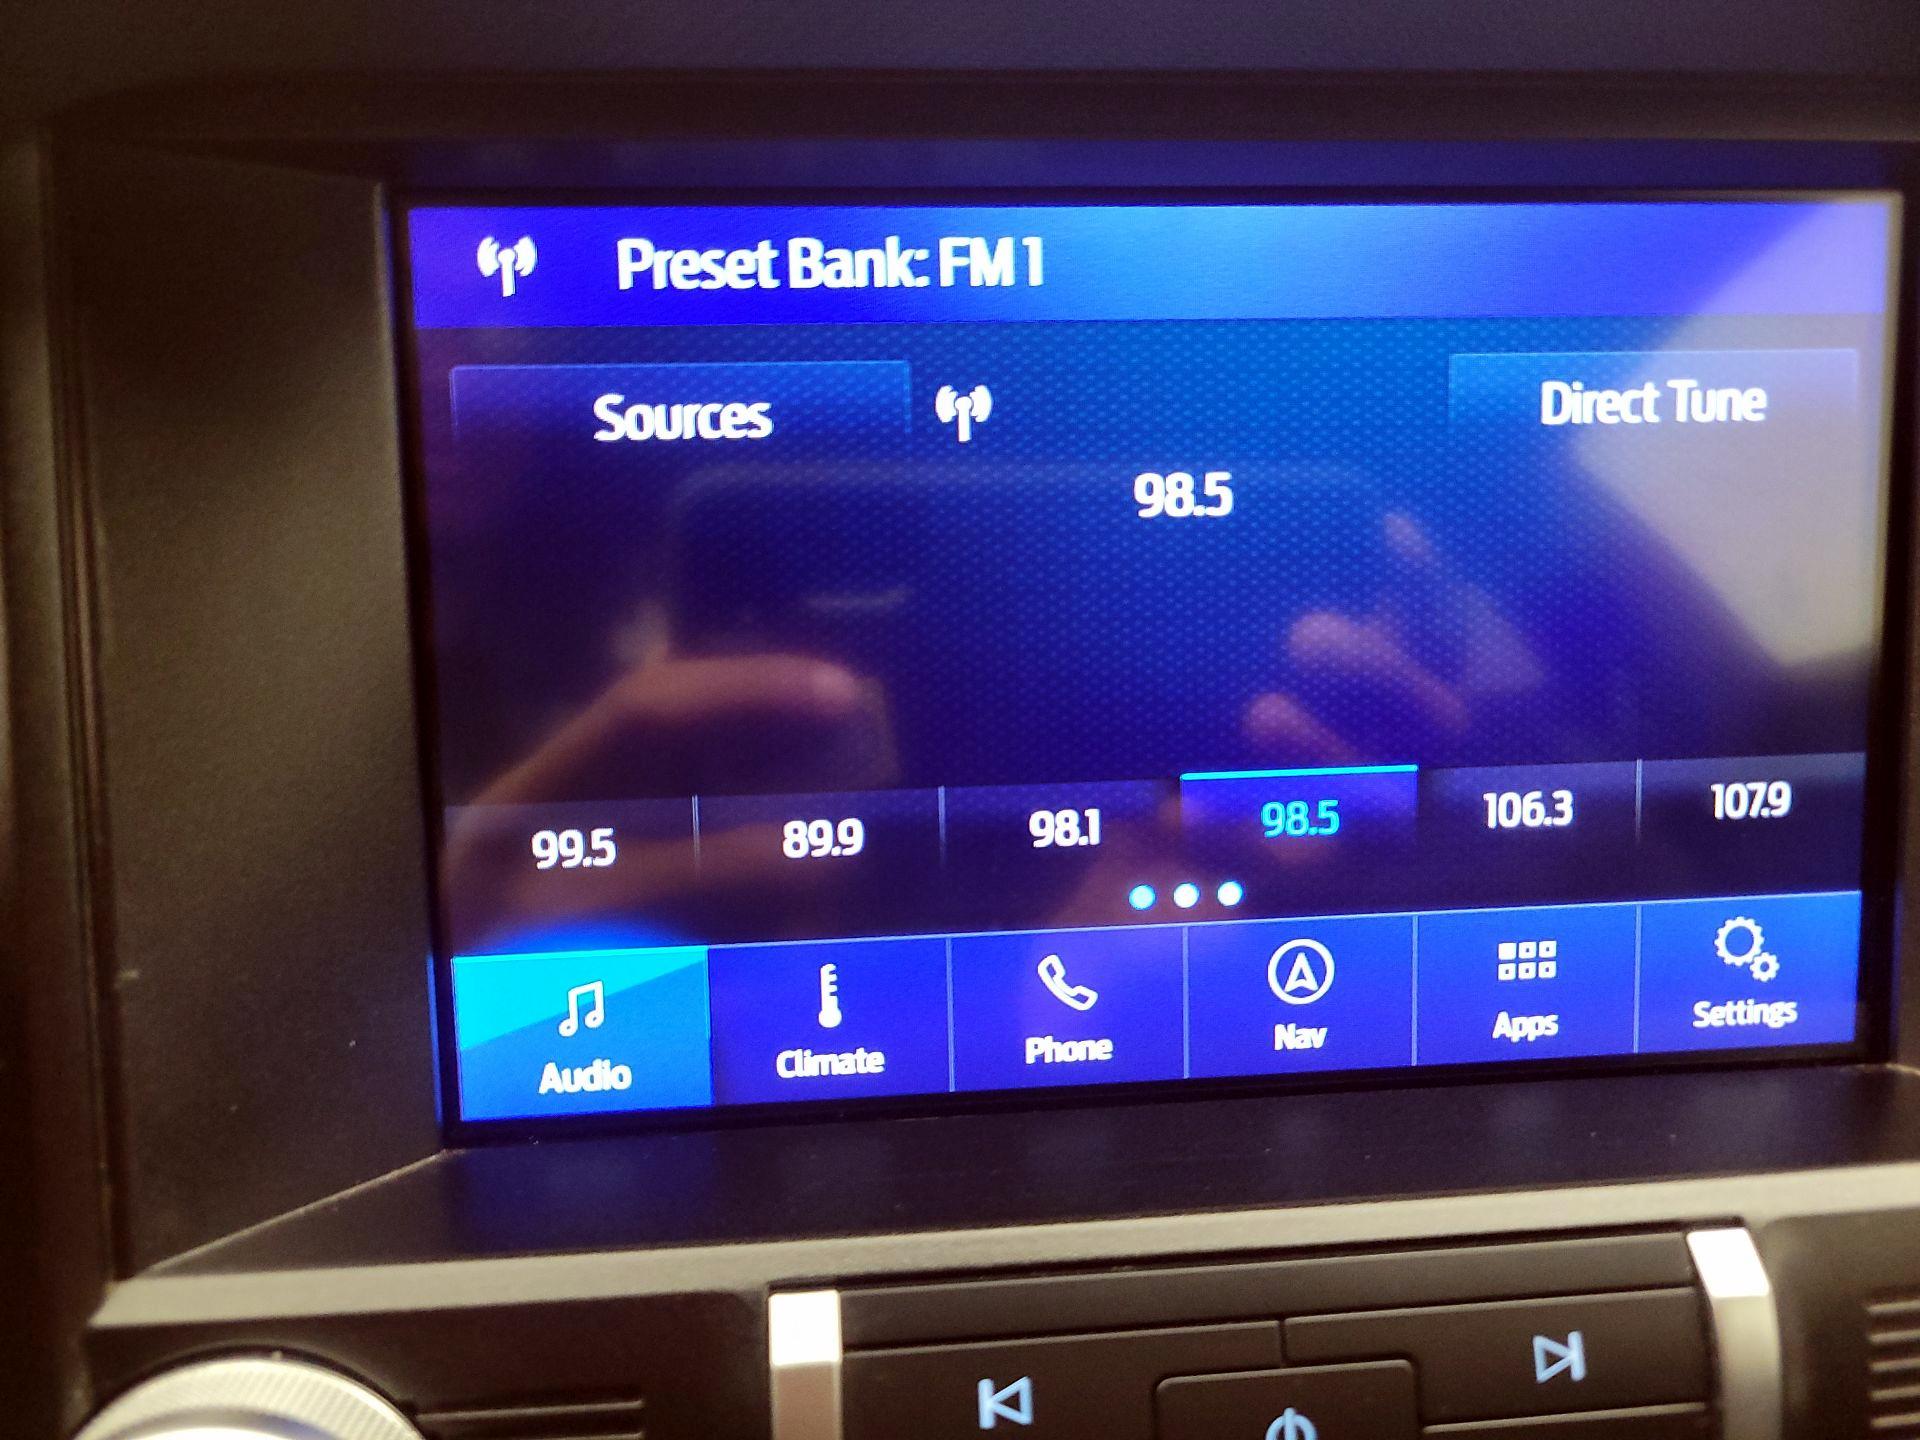 Preset Bank: FM1
Sources
Direct Tune
98.5
99.5 89.9 98.1 98.5 106.3 107.9
Audio Climate Phone Nav Apps Settings